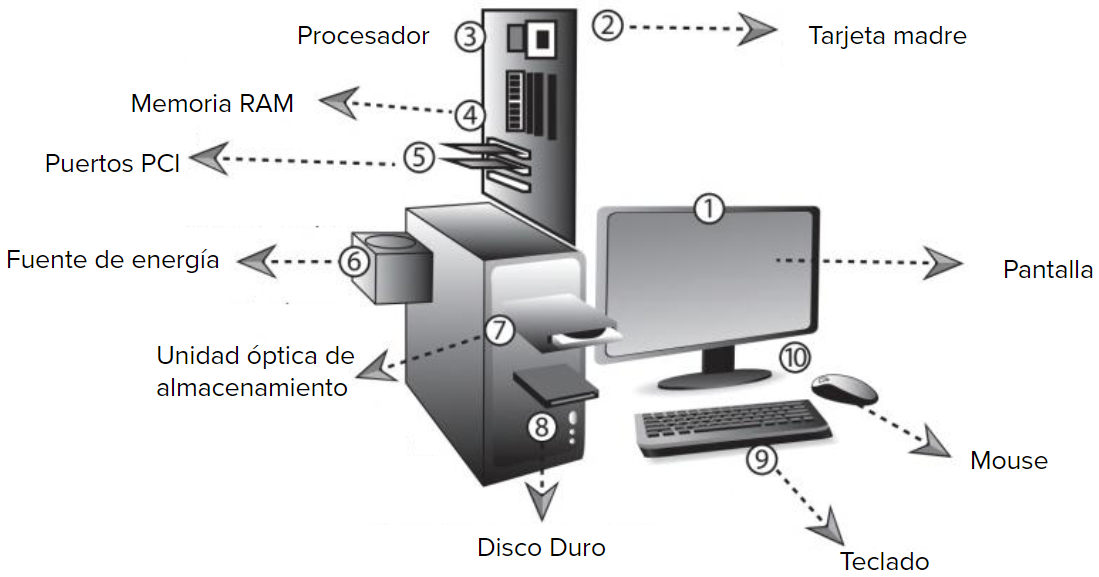 Procesador
3
2
Tarjeta madre
Memoria RAM
4
Puertos PCI
5
1
Fuente de energía
6
Pantalla
7
Unidad óptica de
almacenamiento
10
8
9
Mouse
Disco Duro
Teclado